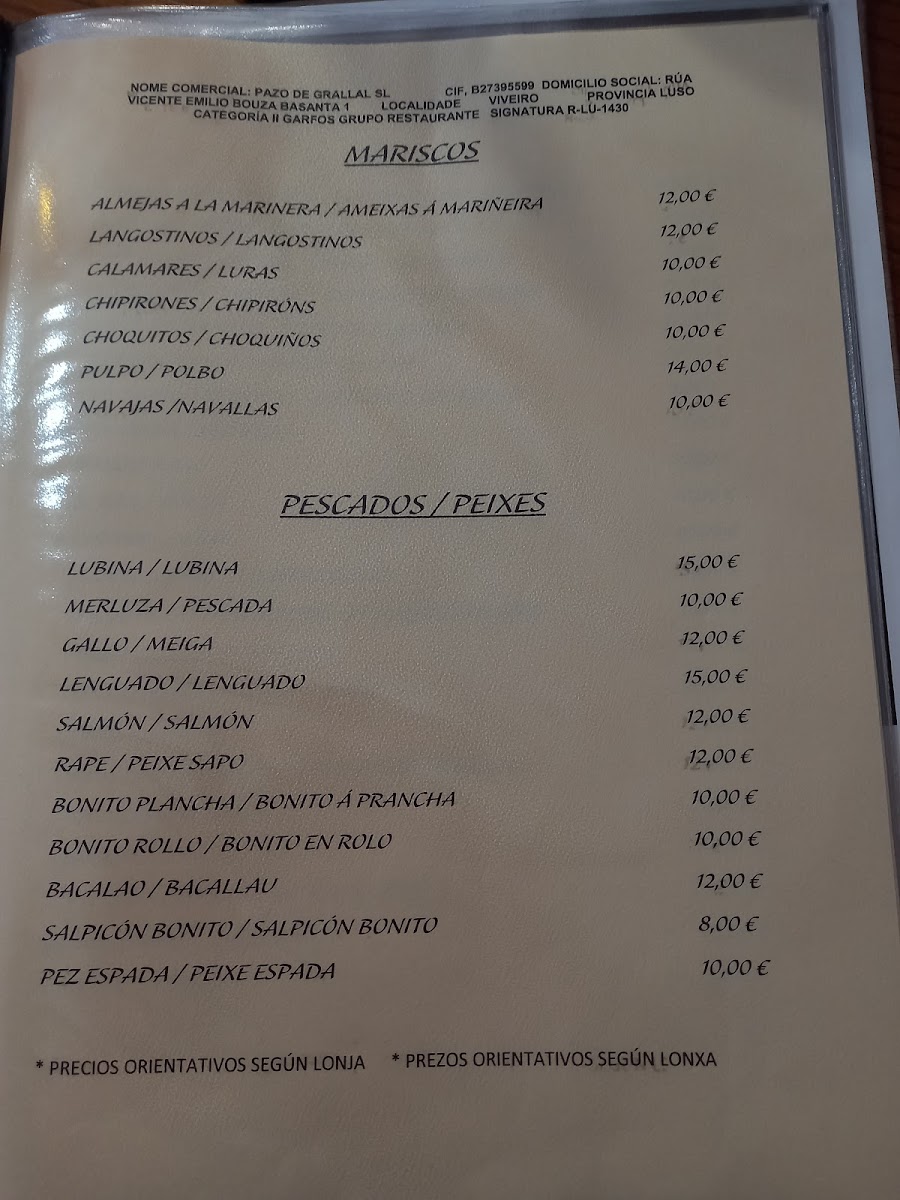 NOME COMERCIAL: PAZO DE GRALLAL SL CIF, B27395599 DOMICILIO SOCIAL: RÚA
VICENTE EMILIO BOUZA BASANTA 1 LOCALIDADE VIVEIRO PROVINCIA LUSO
CATEGORÍA II GARFOS GRUPO RESTAURANTE SIGNATURA R-LU-1430
MARISCOS
ALMEJAS A LA MARINERA / AMEIXAS Á MARIÑEIRA 12,00 €
LANGOSTINOS / LANGOSTINOS 12,00 €
CALAMARES / LURAS 10,00 €
CHIPIRONES / CHIPIRÓNS 10,00 €
CHOQUITOS / CHOQUIÑOS 10,00 €
PULPO / POLBO 14,00 €
NAVAJAS /NAVALLAS 10,00 €
PESCADOS / PEIXES
LUBINA / LUBINA 15,00 €
MERLUZA / PESCADA 10,00 €
GALLO / MEIGA 12,00 €
LENGUADO / LENGUADO 15,00 €
SALMÓN / SALMÓN 12,00 €
RAPE / PEIXE SAPO 12,00 €
BONITO PLANCHA / BONITO Á PRANCHA 10,00 €
BONITO ROLLO / BONITO EN ROLO 10,00 €
BACALAO / BACALLAU 12,00 €
SALPICÓN BONITO / SALPICÓN BONITO 8,00 €
PEZ ESPADA / PEIXE ESPADA 10,00 €
* PRECIOS ORIENTATIVOS SEGÚN LONJA * PREZOS ORIENTATIVOS SEGÚN LONXA